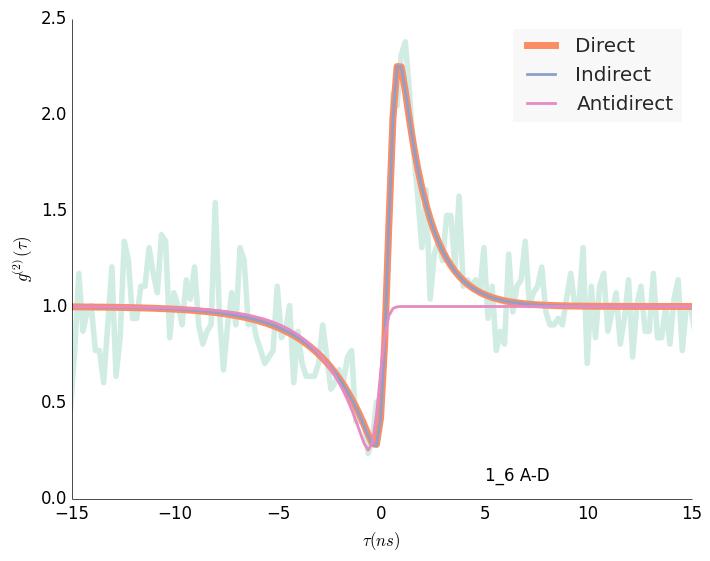 2.5
2.0
1.5
1.0
0.5
0.0
g^{(2)}(τ)
Direct
Indirect
Antidirect
1_6 A-D
−15 −10 −5 0 5 10 15
τ(ns)